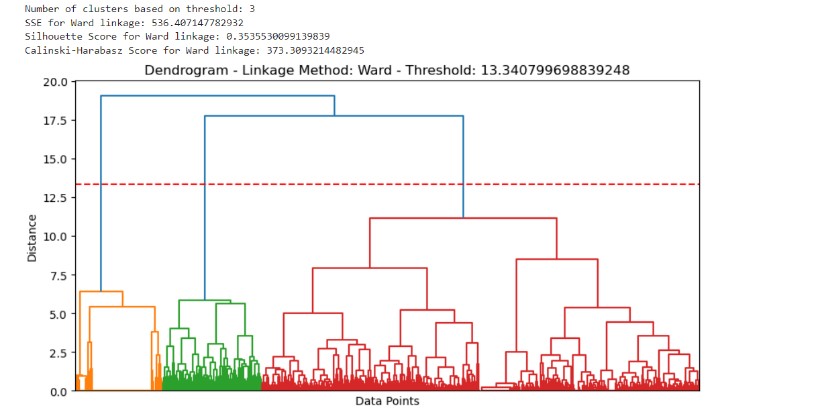 Number of clusters based on threshold: 3
SSE for Ward linkage: 536.407147782932
Silhouette Score for Ward linkage: 0.3535530099139839
Calinski-Harabasz Score for Ward linkage: 373.3093214482945
Dendrogram - Linkage Method: Ward - Threshold: 13.340799698839248
20.0
17.5
15.0
12.5
10.0
7.5
5.0
2.5
0.0
Distance
Data Points